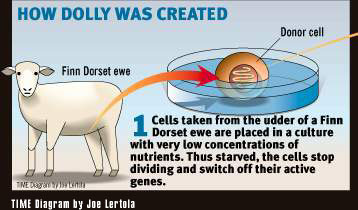 HOW DOLLY WAS CREATED
Donor cell
Finn Dorset ewe
1 Cells taken from the udder of a Finn
Dorset ewe are placed in a culture
with very low concentrations of
nutrients. Thus starved, the cells stop
dividing and switch off their active
genes.
TIME Diagram by Joe Lertola
TIME Diagram by Joe Lertola